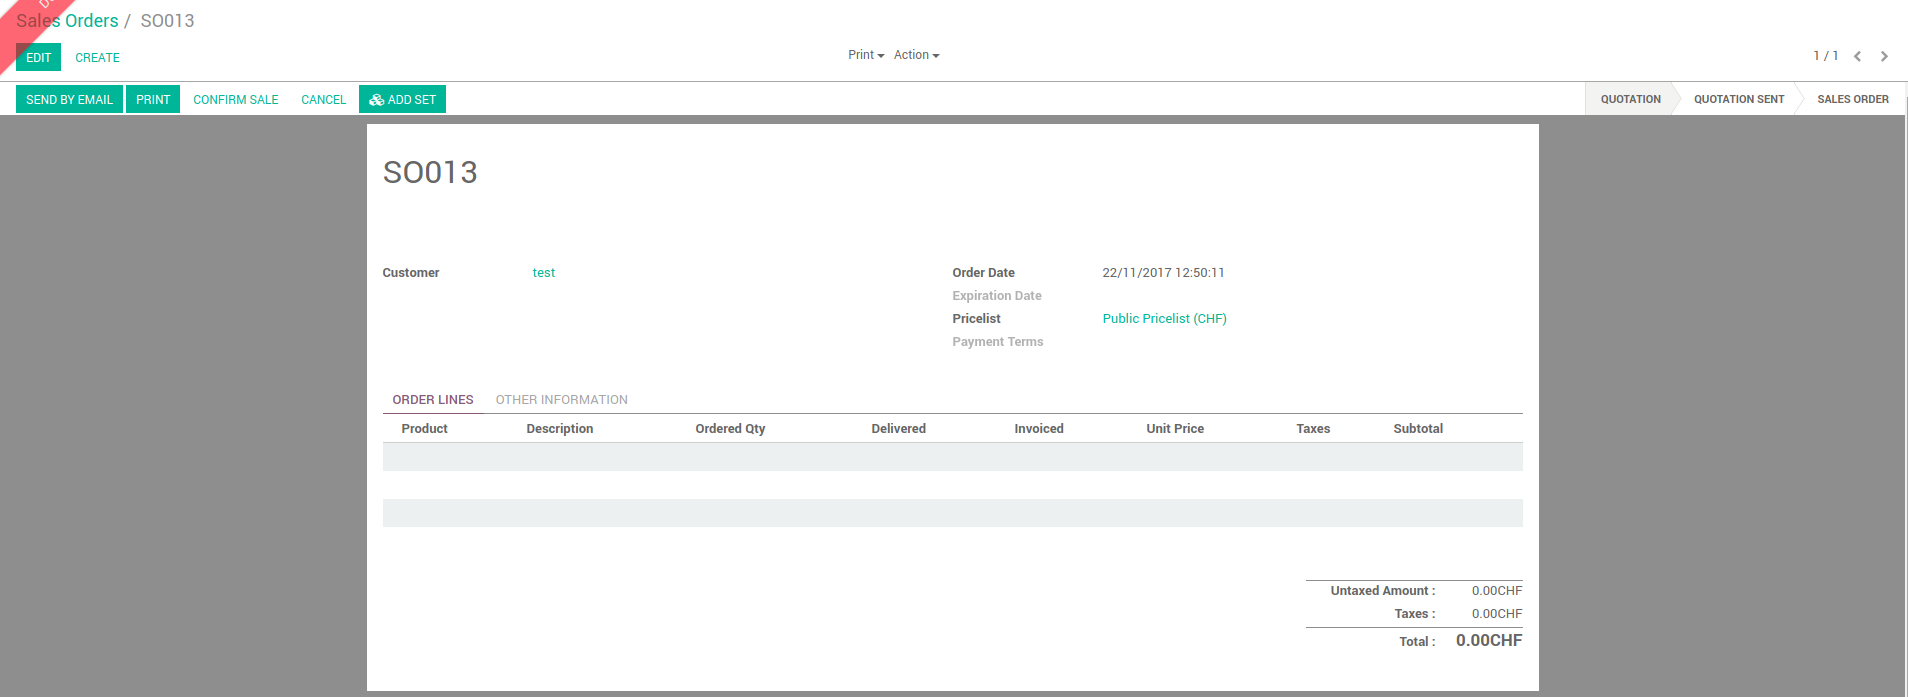 Sales Orders / SO013
EDIT CREATE Print Action 1 / 1
SEND BY EMAIL PRINT CONFIRM SALE CANCEL ADD SET QUOTATION QUOTATION SENT SALES ORDER
SO013
Customer test Order Date 22/11/2017 12:50:11
Expiration Date
Pricelist Public Pricelist (CHF)
Payment Terms
ORDER LINES OTHER INFORMATION
Product Description Ordered Qty Delivered Invoiced Unit Price Taxes Subtotal
Untaxed Amount : 0.00CHF
Taxes : 0.00CHF
Total : 0.00CHF